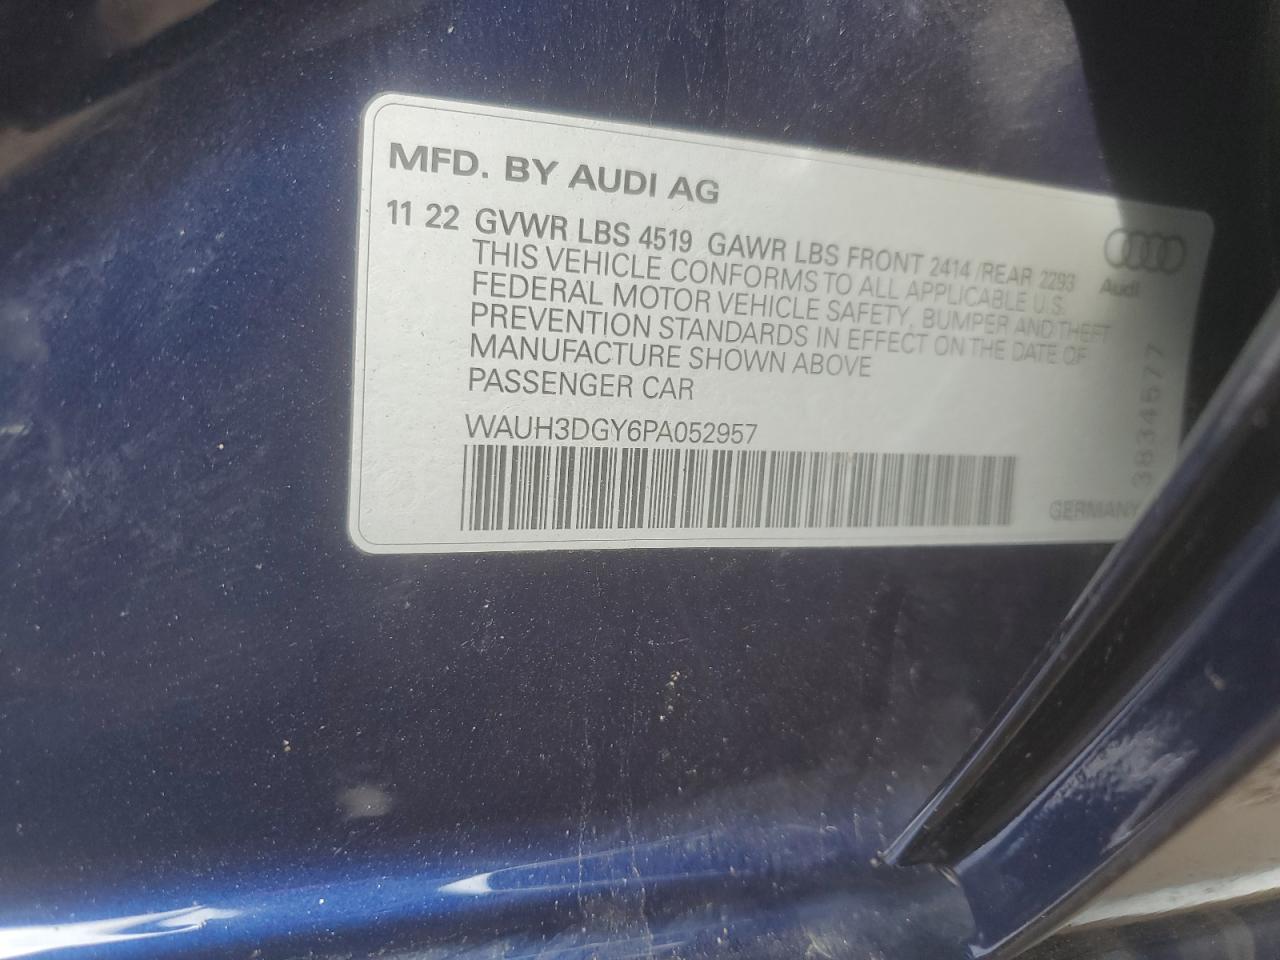 MFD. BY AUDI AG
11 22 GVWR LBS 4519 GAWR LBS FRONT 2414 /REAR 2293
THIS VEHICLE CONFORMS TO ALL APPLICABLE U.S.
FEDERAL MOTOR VEHICLE SAFETY, BUMPER AND THEFT
PREVENTION STANDARDS IN EFFECT ON THE DATE OF
MANUFACTURE SHOWN ABOVE
PASSENGER CAR
WAUH3DGY6PA052957
Audi
3834577
GERMANY